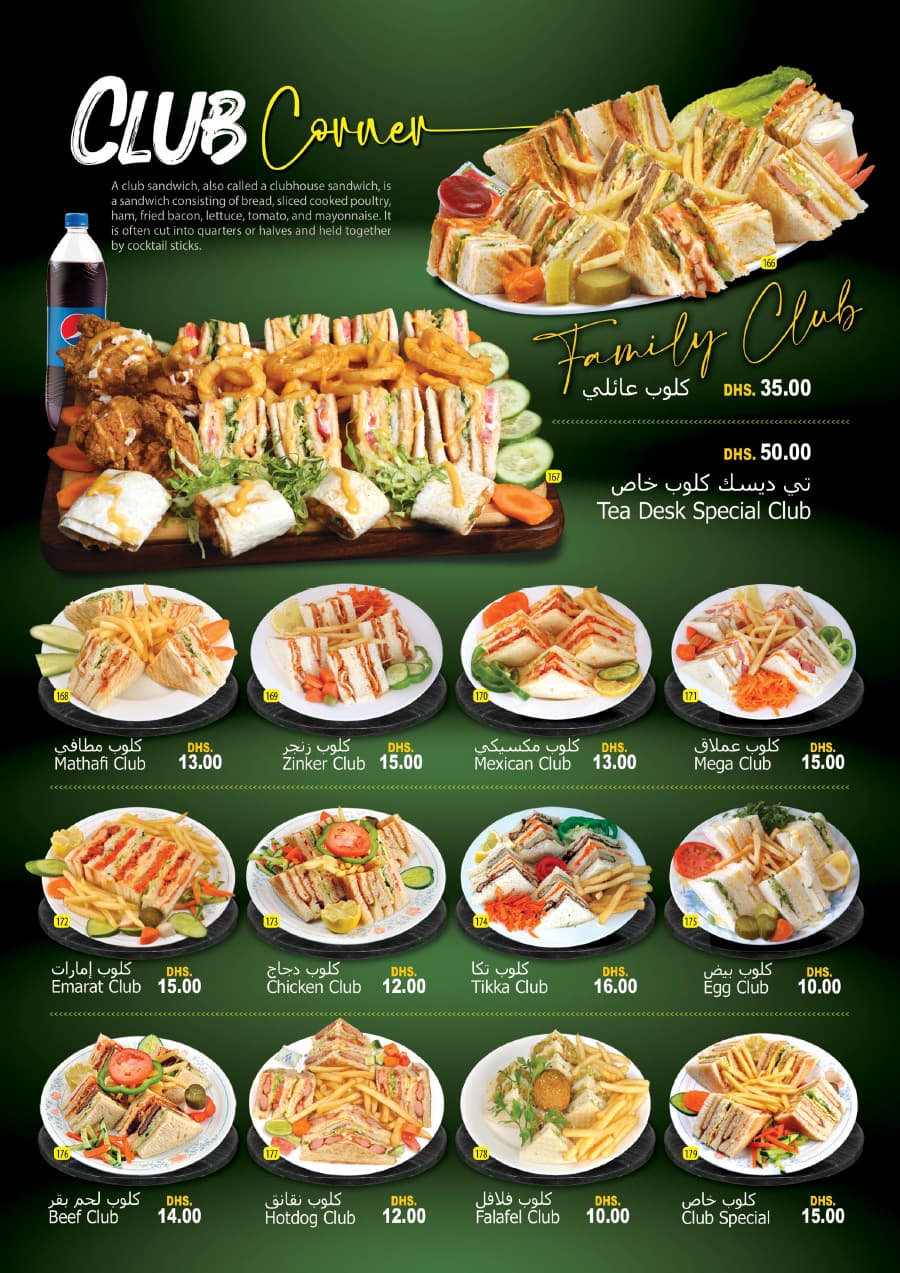 CLUB Corner
A club sandwich, also called a clubhouse sandwich, is
a sandwich consisting of bread, sliced cooked poultry,
ham, fried bacon, lettuce, tomato, and mayonnaise. It
is often cut into quarters or halves and held together
by cocktail sticks.
166
Family Club
كلوب عائلي DHS. 35.00
DHS. 50.00
تي ديسك كلوب خاص
Tea Desk Special Club
167
168
169
170
171
كلوب مطافي
Mathafi Club
DHS.
13.00
كلوب زنجر
Zinker Club
DHS.
15.00
كلوب مكسيكي
Mexican Club
DHS.
13.00
كلوب عملاق
Mega Club
DHS.
15.00
172
173
174
175
كلوب إمارات
Emarat Club
DHS.
15.00
كلوب دجاج
Chicken Club
DHS.
12.00
كلوب تكا
Tikka Club
DHS.
16.00
كلوب بيض
Egg Club
DHS.
10.00
176
177
178
179
كلوب لحم بقر
Beef Club
DHS.
14.00
كلوب نقانق
Hotdog Club
DHS.
12.00
كلوب فلافل
Falafel Club
DHS.
10.00
كلوب خاص
Club Special
DHS.
15.00